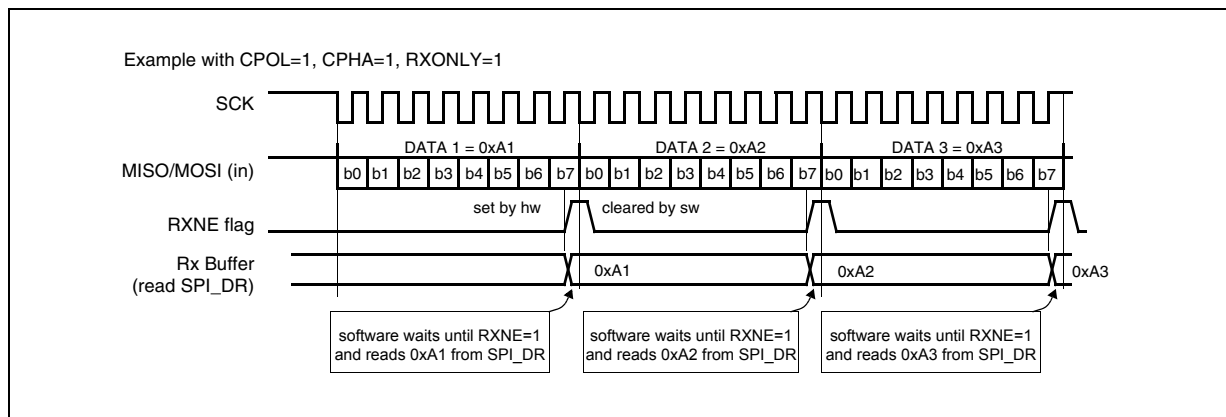 Example with CPOL=1, CPHA=1, RXONLY=1
SCK
DATA 1 = 0xA1 DATA 2 = 0xA2 DATA 3 = 0xA3
MISO/MOSI (in) b0 b1 b2 b3 b4 b5 b6 b7 b0 b1 b2 b3 b4 b5 b6 b7 b0 b1 b2 b3 b4 b5 b6 b7
set by hw cleared by sw
RXNE flag
Rx Buffer
(read SPI_DR)
0xA1 0xA2 0xA3
software waits until RXNE=1
and reads 0xA1 from SPI_DR
software waits until RXNE=1
and reads 0xA2 from SPI_DR
software waits until RXNE=1
and reads 0xA3 from SPI_DR